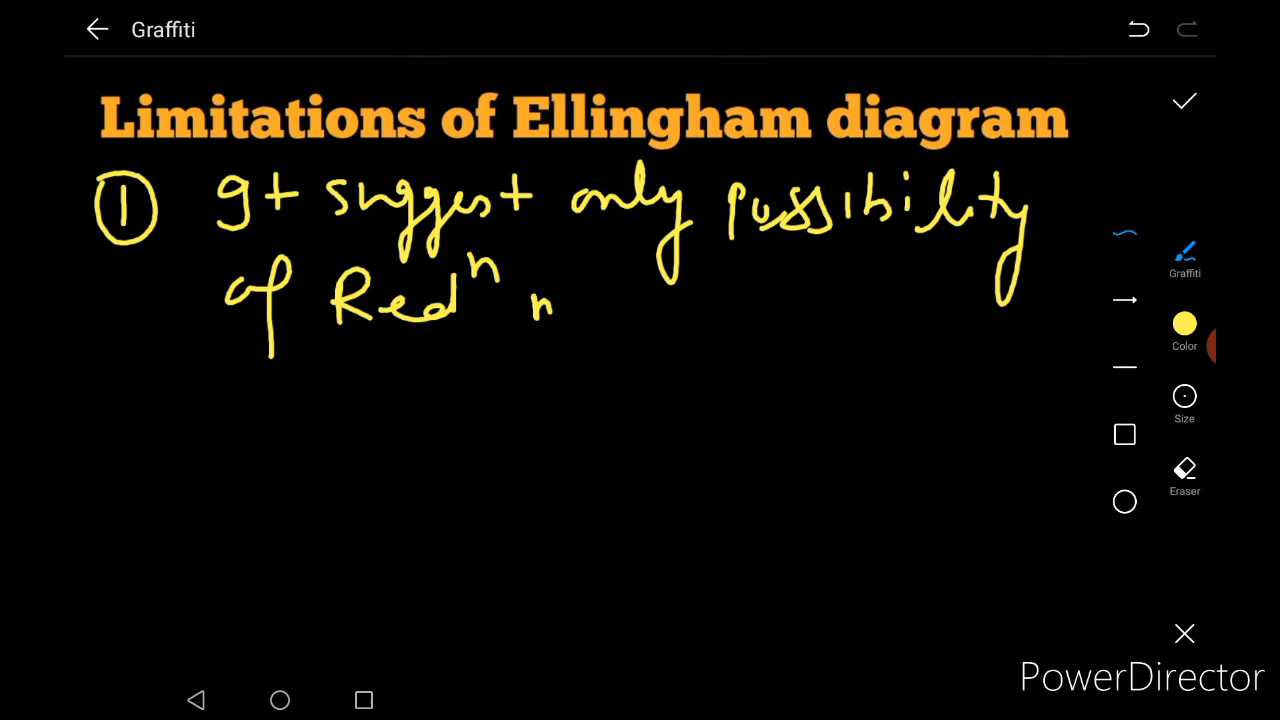 Graffiti
Limitations of Ellingham diagram
① It suggest only possibility
of Redⁿ n
Graffiti
Color
Size
Eraser
PowerDirector